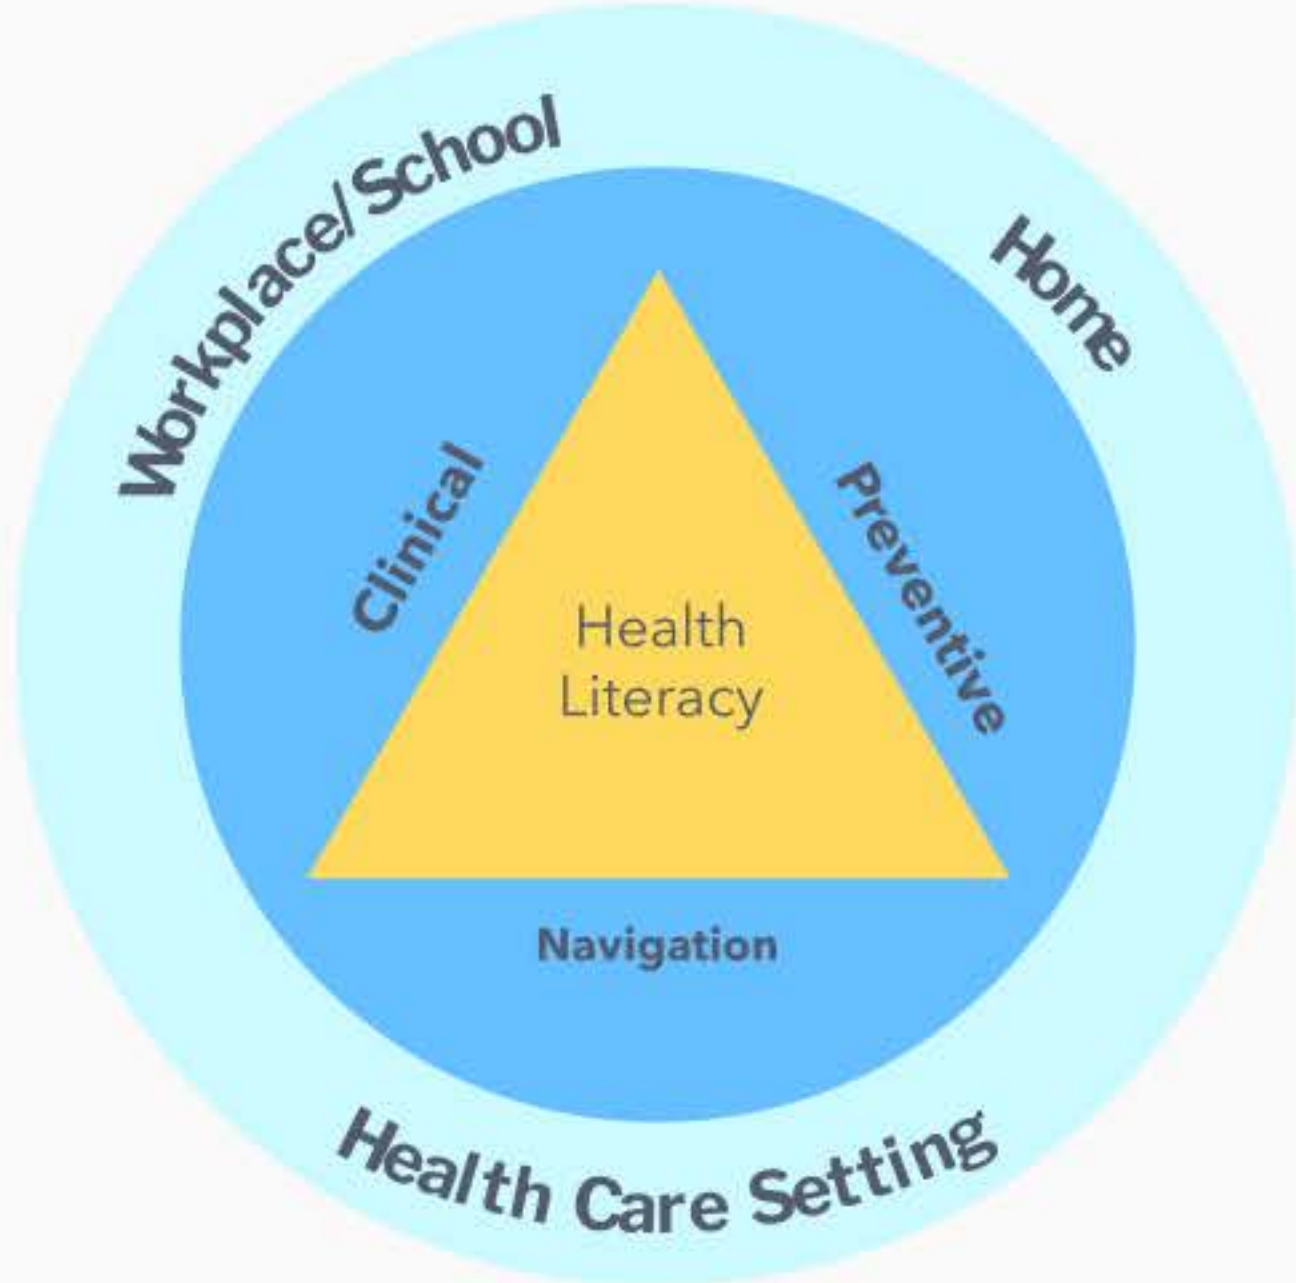 Workplace/School
Home
Clinical
Preventive
Health
Literacy
Navigation
Health Care Setting